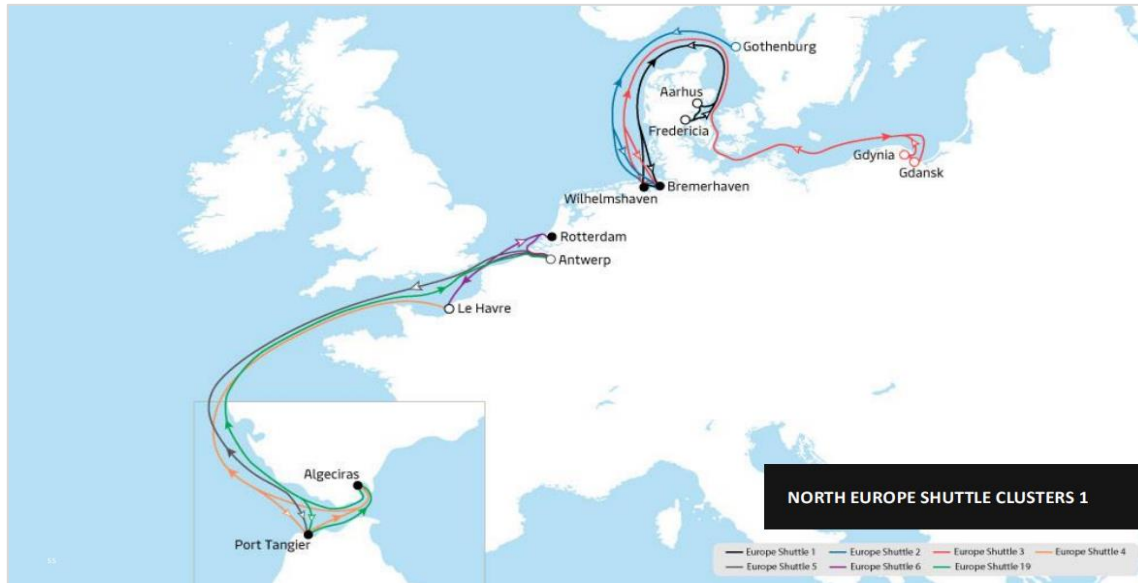 Gothenburg
Aarhus
Fredericia
Gdynia
Gdansk
Wilhelmshaven
Bremerhaven
Rotterdam
Antwerp
Le Havre
Algeciras
Port Tangier
NORTH EUROPE SHUTTLE CLUSTERS 1
Europe Shuttle 1 Europe Shuttle 2 Europe Shuttle 3 Europe Shuttle 4
Europe Shuttle 5 Europe Shuttle 6 Europe Shuttle 19